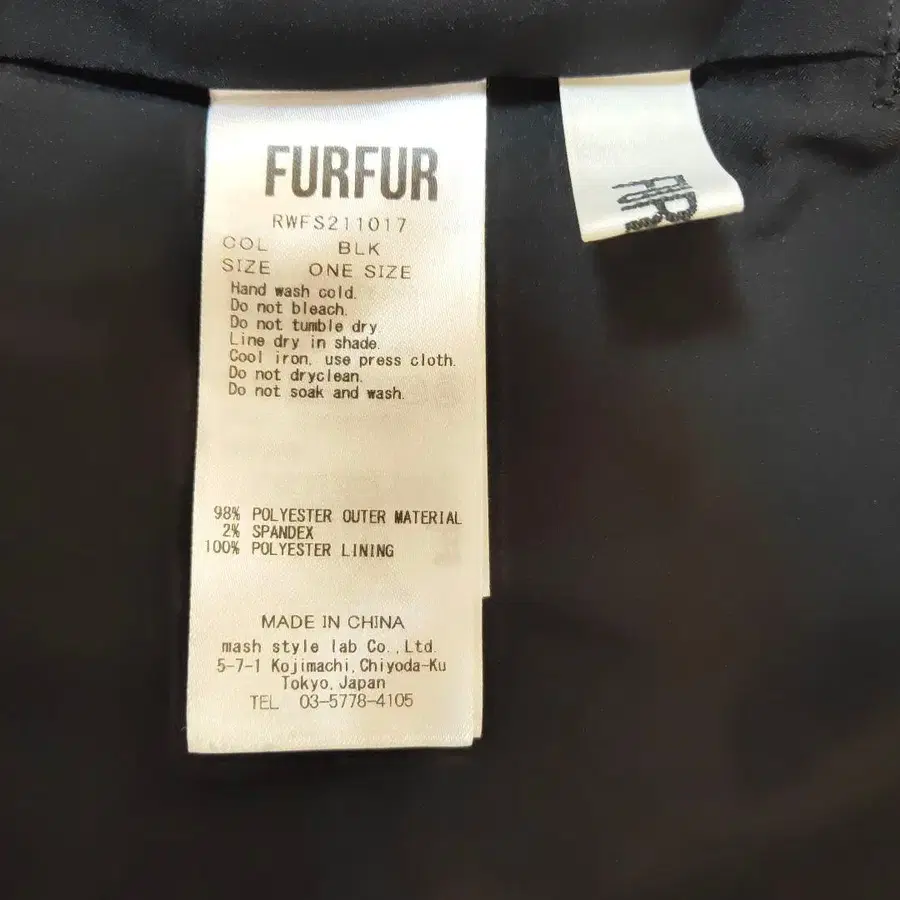 FURFUR
RWFS211017
COL BLK
SIZE ONE SIZE
Hand wash cold.
Do not bleach.
Do not tumble dry.
Line dry in shade.
Cool iron. use press cloth.
Do not dryclean.
Do not soak and wash.
98% POLYESTER OUTER MATERIAL
2% SPANDEX
100% POLYESTER LINING
MADE IN CHINA
mash style lab Co.,Ltd.
5-7-1 Kojimachi,Chiyoda-Ku
Tokyo,Japan
TEL 03-5778-4105